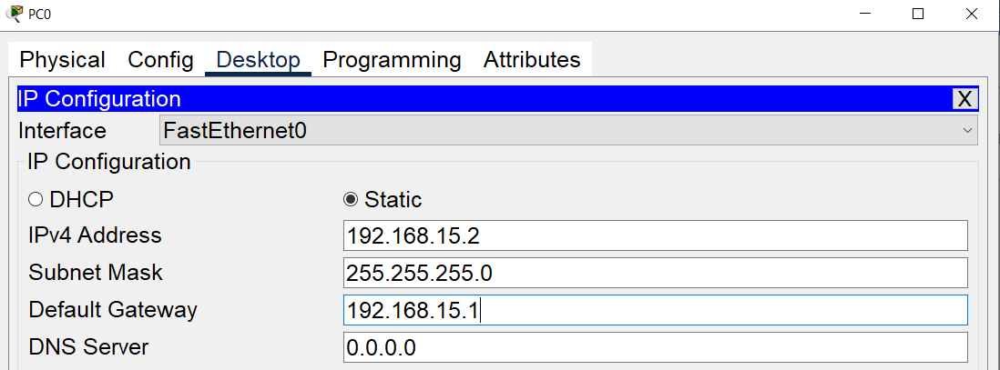 PC0
Physical Config Desktop Programming Attributes
IP Configuration X
Interface FastEthernet0
IP Configuration
DHCP Static
IPv4 Address 192.168.15.2
Subnet Mask 255.255.255.0
Default Gateway 192.168.15.1
DNS Server 0.0.0.0